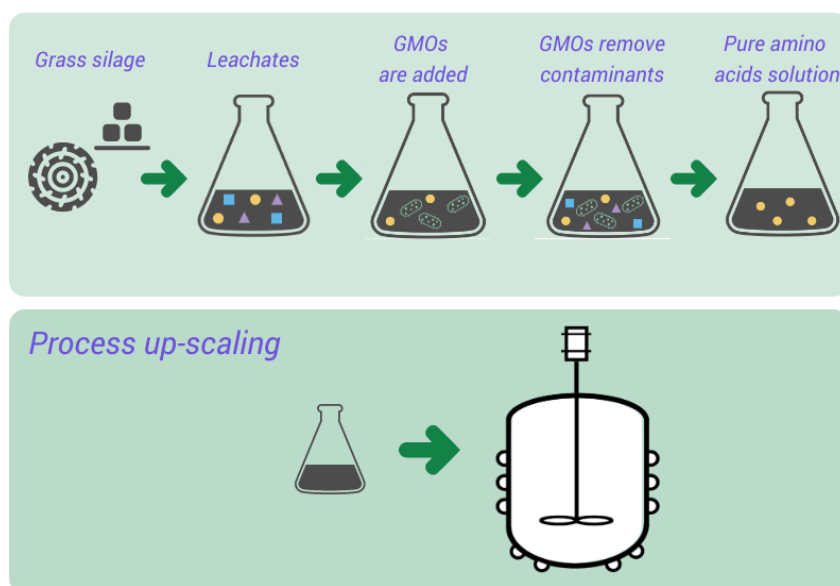 Grass silage
Leachates
GMOs
are added
GMOs remove
contaminants
Pure amino
acids solution
Process up-scaling